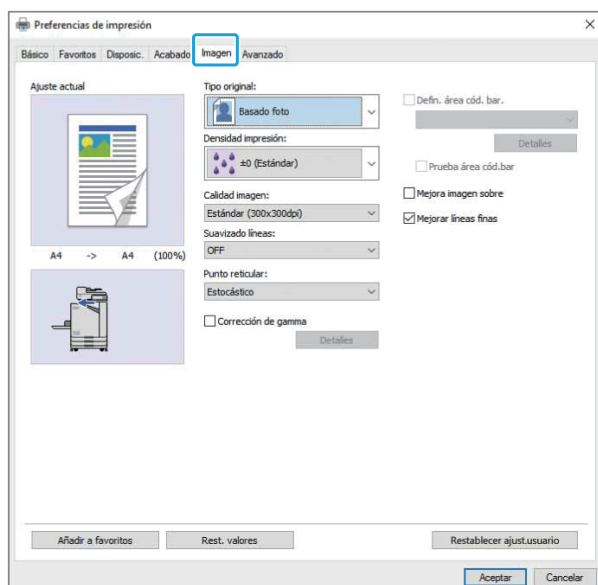 Preferencias de impresión
Básico Favoritos Disposic. Acabado Imagen Avanzado
Ajuste actual
A4 -> A4 (100%)
Tipo original:
Basado foto
Densidad impresión:
±0 (Estándar)
Calidad imagen:
Estándar (300x300dpi)
Suavizado líneas:
OFF
Punto reticular:
Estocástico
Corrección de gamma
Detalles
Defin. área cód. bar.
Detalles
Prueba área cód.bar
Mejora imagen sobre
Mejorar líneas finas
Añadir a favoritos Rest. valores Restablecer ajust.usuario
Aceptar Cancelar